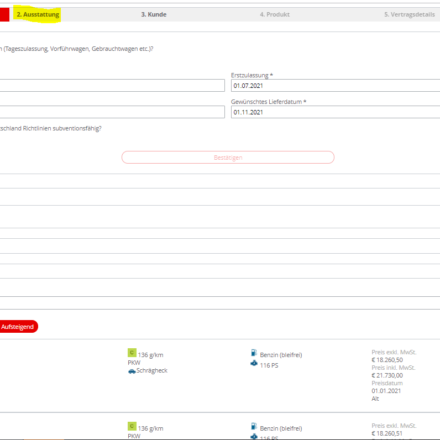 2. Ausstattung
3. Kunde
4. Produkt
5. Vertragsdetails
(Tageszulassung, Vorführwagen, Gebrauchtwagen etc.)?
Erstzulassung *
01.07.2021
Gewünschtes Lieferdatum *
01.11.2021
Richtlinien subventionsfähig?
Bestätigen
Aufsteigend
C 136 g/km
PKW
Schrägheck
Benzin (bleifrei)
116 PS
Preis exkl. MwSt.
€ 18.260,50
Preis inkl. MwSt.
€ 21.730,00
Preisdatum
01.01.2021
Alt
C 136 g/km
PKW
Benzin (bleifrei)
116 PS
Preis exkl. MwSt.
€ 18.260,51
Preis inkl. MwSt.